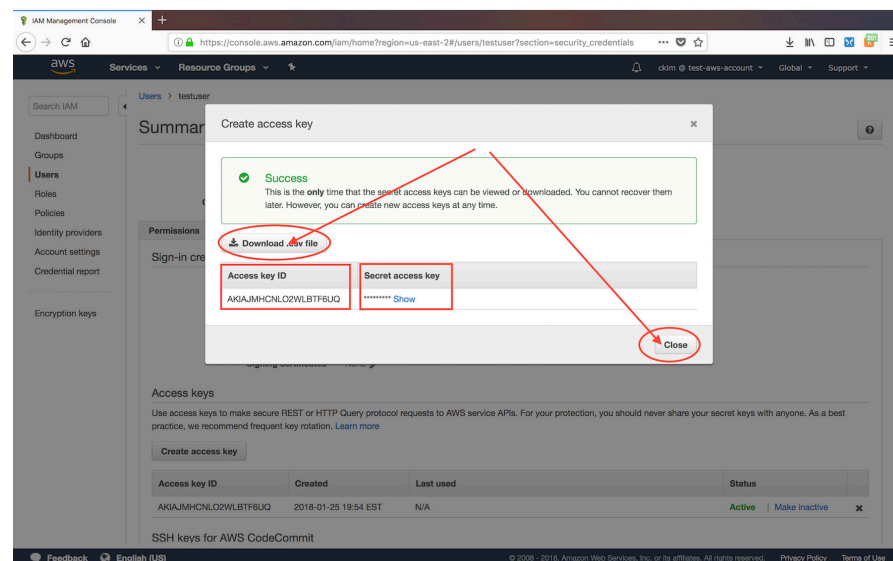 IAM Management Console
https://console.aws.amazon.com/iam/home?region=us-east-2#/users/testuser?section=security_credentials
201
aws
Services
Resource Groups
ckim @ test-aws-account
Global
Support
Search IAM
Users > testuser
Summar
Dashboard
Groups
Users
Roles
Policies
Identity providers
Account settings
Credential report
Encryption keys
Create access key
Success
This is the only time that the secret access keys can be viewed or downloaded. You cannot recover them
later. However, you can create new access keys at any time.
Permissions
Download .csv file
Sign-in cre
Access key ID
Secret access key
AKIAJMHCNLO2WLBTF6UQ
********* Show
Close
Access keys
Use access keys to make secure REST or HTTP Query protocol requests to AWS service APIs. For your protection, you should never share your secret keys with anyone. As a best
practice, we recommend frequent key rotation. Learn more
Create access key
Access key ID Created Last used Status
AKIAJMHCNLO2WLBTF6UQ 2018-01-25 19:54 EST N/A Active | Make inactive
SSH keys for AWS CodeCommit
Feedback English (US) © 2008 - 2018, Amazon Web Services, Inc. or its affiliates. All rights reserved. Privacy Policy Terms of Use